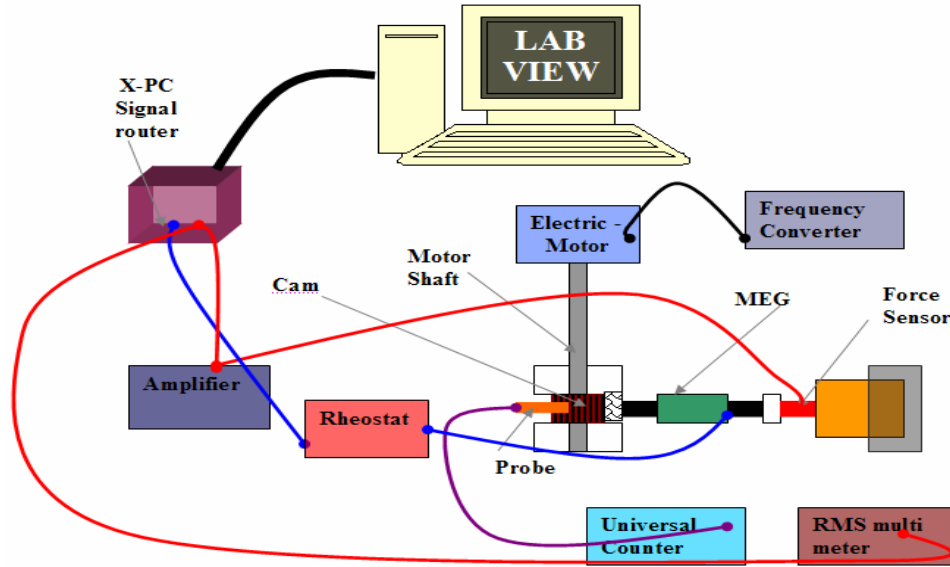 LAB
VIEW
X-PC
Signal
router
Electric -
Motor
Frequency
Converter
Motor
Shaft
Cam
MEG
Force
Sensor
Amplifier
Rheostat
Probe
Universal
Counter
RMS multi
meter